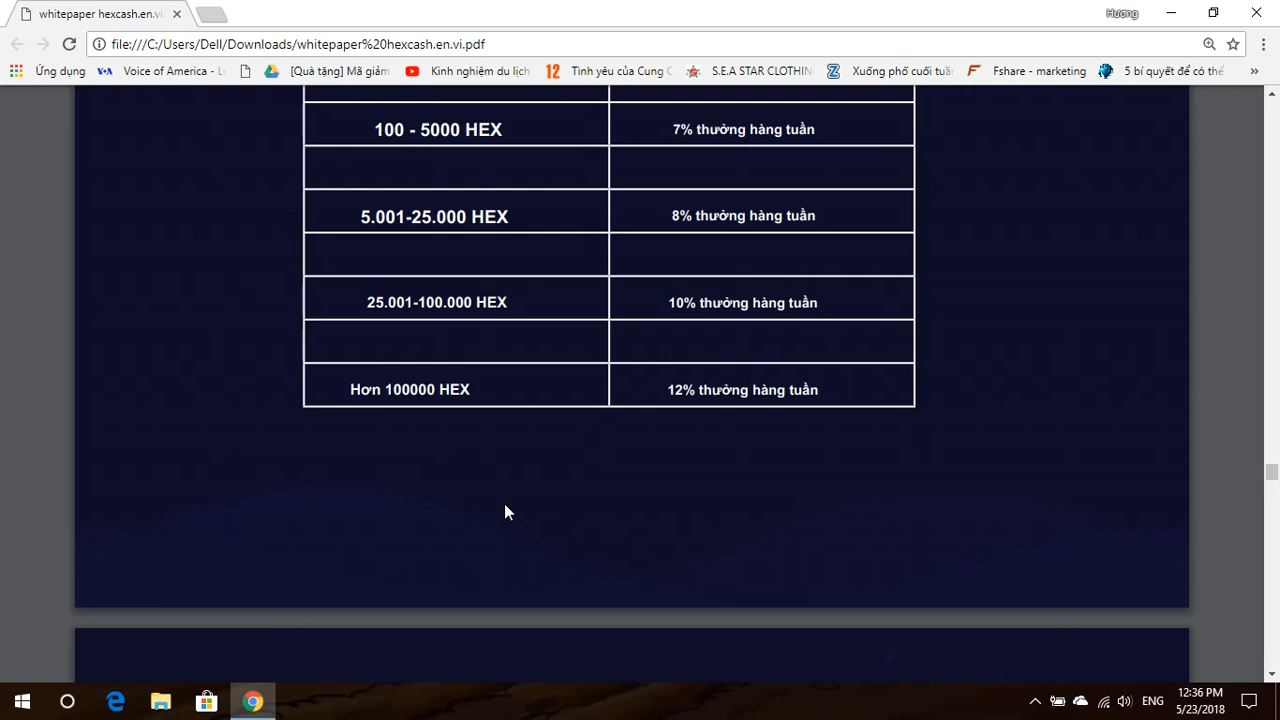 whitepaper hexcash.en.vi.
Hương
file:///C:/Users/Dell/Downloads/whitepaper%20hexcash.en.vi.pdf
Ứng dụng
VOA Voice of America - L
[Quà tặng] Mã giảm
Kinh nghiệm du lịch
12 Tình yêu của Cung C
S.E.A STAR CLOTHIN
Z Xuống phố cuối tuần
F Fshare - marketing
5 bí quyết để có thể
»
100 - 5000 HEX
7% thưởng hàng tuần
5.001-25.000 HEX
8% thưởng hàng tuần
25.001-100.000 HEX
10% thưởng hàng tuần
Hơn 100000 HEX
12% thưởng hàng tuần
ENG
12:36 PM
5/23/2018